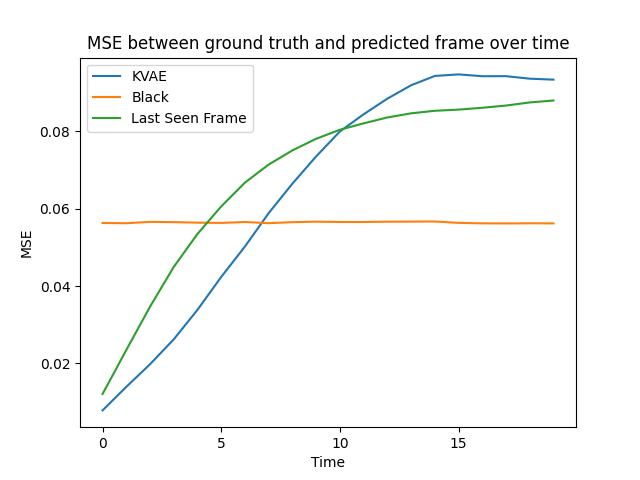 MSE between ground truth and predicted frame over time
KVAE
Black
Last Seen Frame
0.08
0.06
0.04
0.02
MSE
0 5 10 15
Time